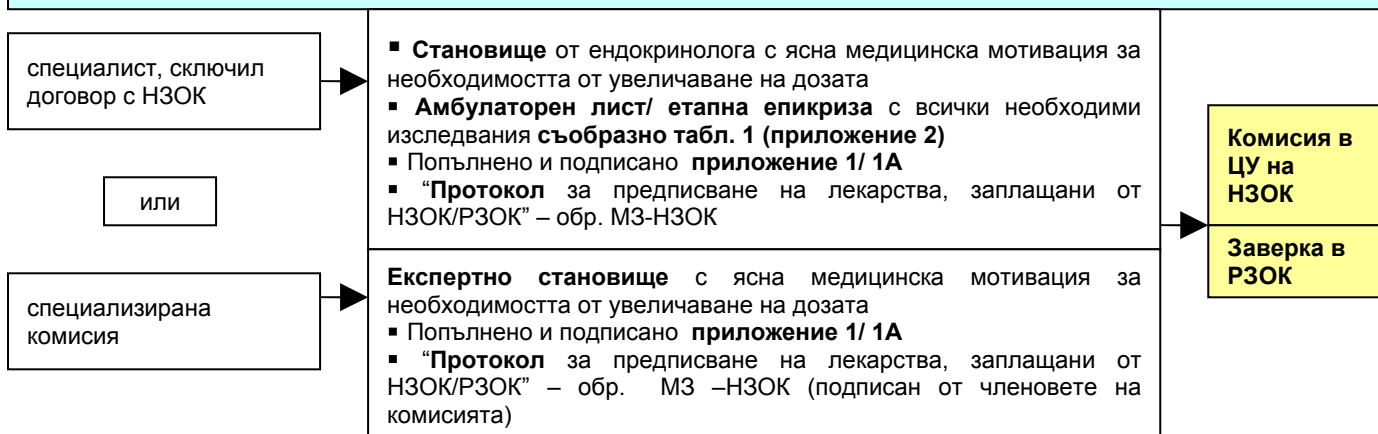 специалист, сключил
договор с НЗОК
или
специализирана
комисия
▪ Становище от ендокринолога с ясна медицинска мотивация за
необходимостта от увеличаване на дозата
▪ Амбулаторен лист/ етапна епикриза с всички необходими
изследвания съобразно табл. 1 (приложение 2)
▪ Попълнено и подписано приложение 1/ 1А
▪ “Протокол за предписване на лекарства, заплащани от
НЗОК/РЗОК” – обр. МЗ-НЗОК
Експертно становище с ясна медицинска мотивация за
необходимостта от увеличаване на дозата
▪ Попълнено и подписано приложение 1/ 1А
▪ “Протокол за предписване на лекарства, заплащани от
НЗОК/РЗОК” – обр. МЗ –НЗОК (подписан от членовете на
комисията)
Комисия в
ЦУ на
НЗОК
Заверка в
РЗОК